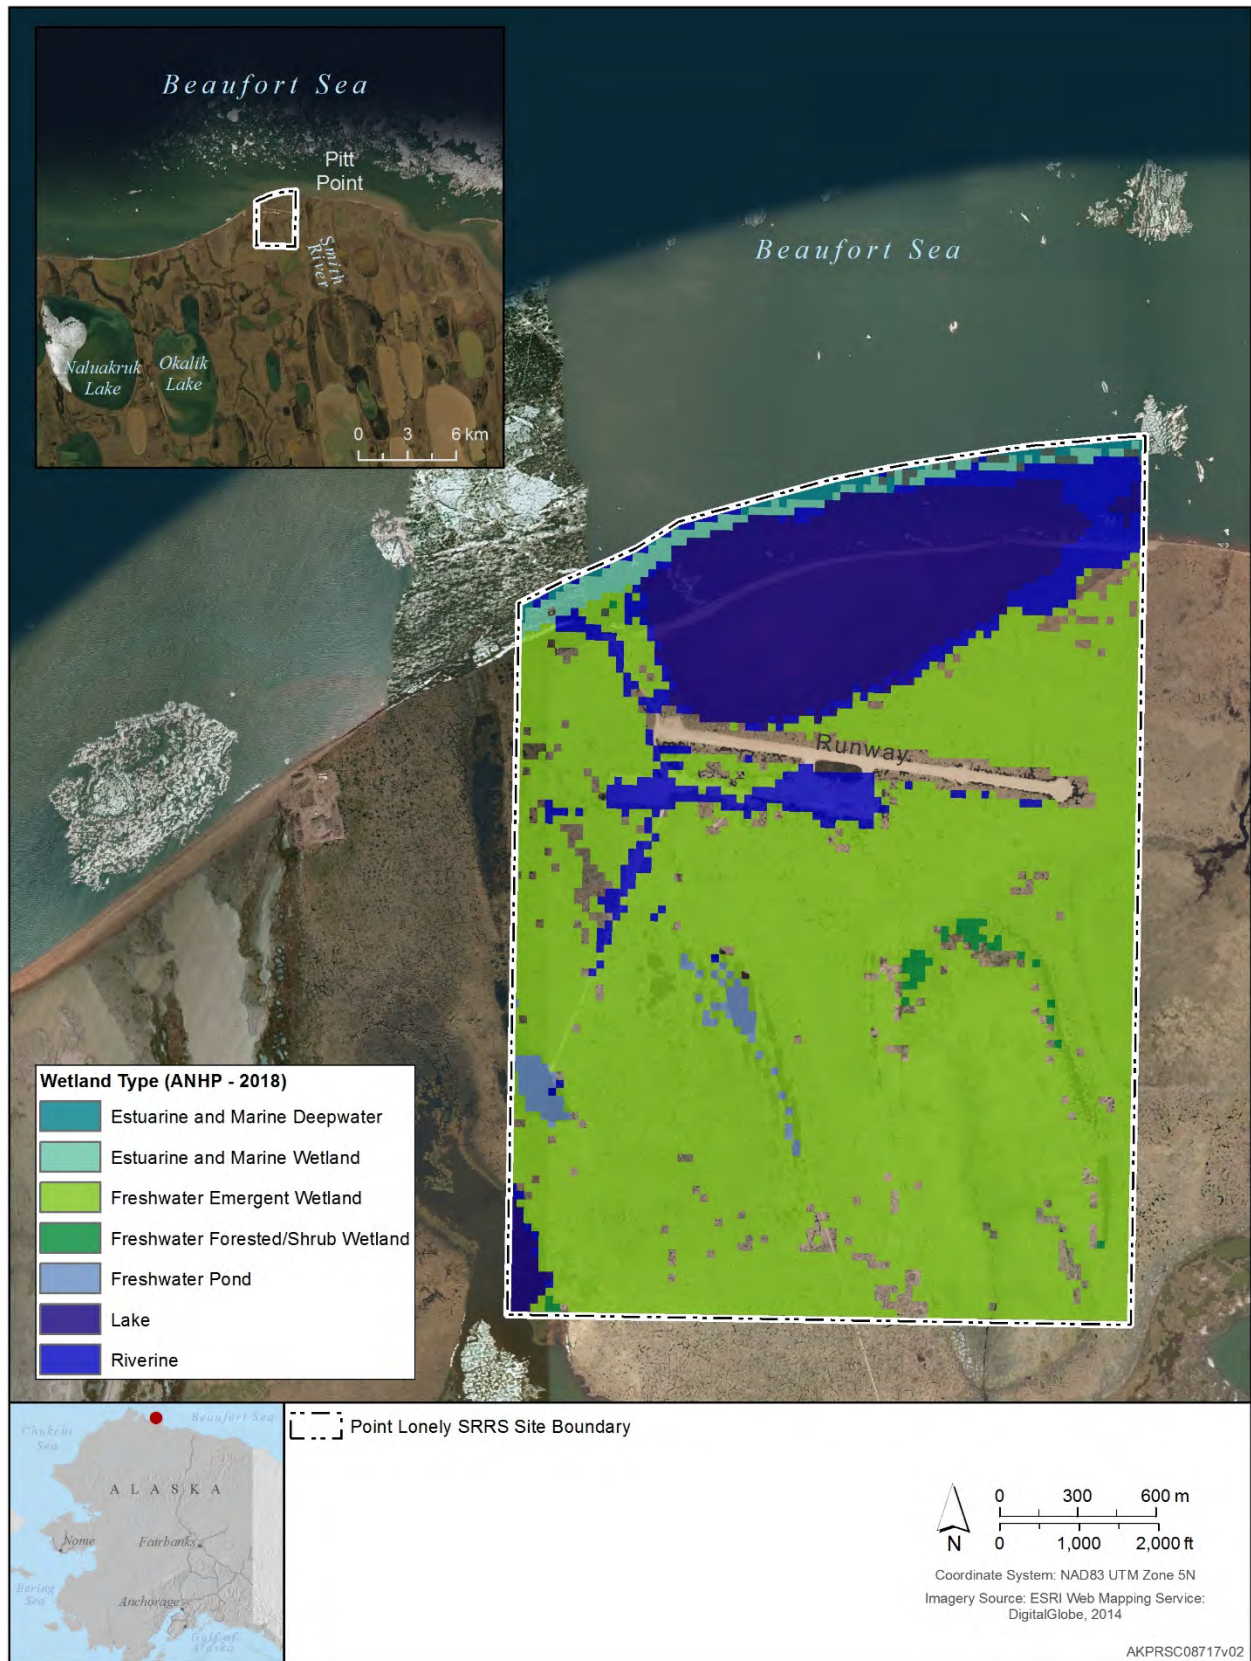 Beaufort Sea
Pitt
Point
Smith
River
Naluakruk
Lake
Okalik
Lake
0 3 6 km
Beaufort Sea
Runway
Wetland Type (ANHP - 2018)
Estuarine and Marine Deepwater
Estuarine and Marine Wetland
Freshwater Emergent Wetland
Freshwater Forested/Shrub Wetland
Freshwater Pond
Lake
Riverine
Beaufort Sea
Chukchi
Sea
ALASKA
Nome
Fairbanks
Bering
Sea
Anchorage
Gulf of
Alaska
Point Lonely SRRS Site Boundary
N
0 300 600 m
0 1,000 2,000 ft
Coordinate System: NAD83 UTM Zone 5N
Imagery Source: ESRI Web Mapping Service:
DigitalGlobe, 2014
AKPRSC08717v02